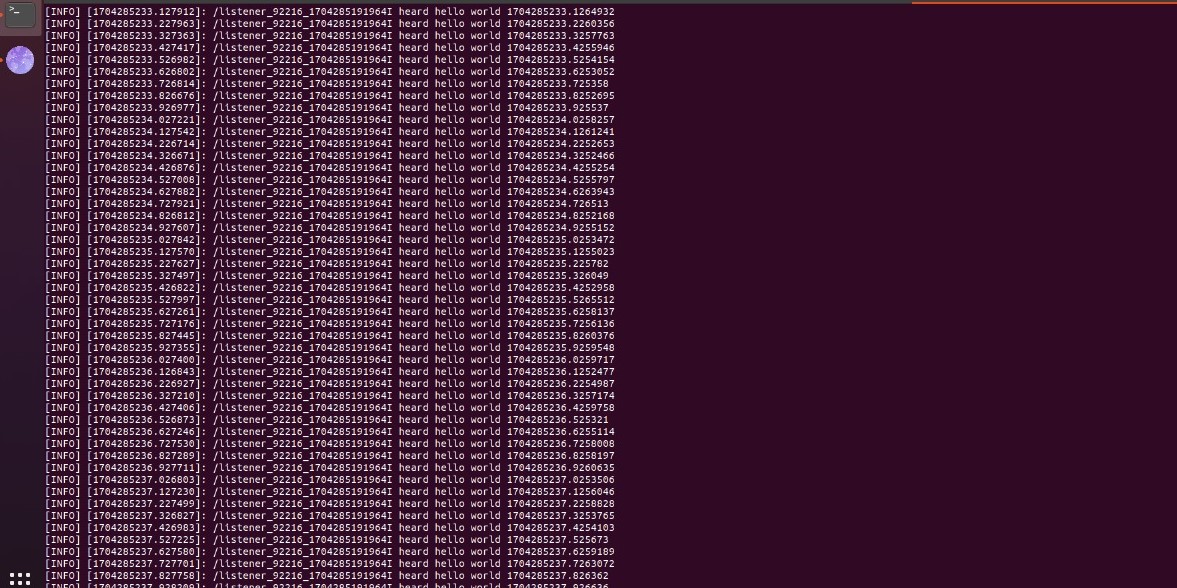 >_
[INFO] [1704285233.127912]: /listener_92216_1704285191964I heard hello world 1704285233.1264932
[INFO] [1704285233.227963]: /listener_92216_1704285191964I heard hello world 1704285233.2260356
[INFO] [1704285233.327363]: /listener_92216_1704285191964I heard hello world 1704285233.3257763
[INFO] [1704285233.427417]: /listener_92216_1704285191964I heard hello world 1704285233.4255946
[INFO] [1704285233.526982]: /listener_92216_1704285191964I heard hello world 1704285233.5254154
[INFO] [1704285233.626802]: /listener_92216_1704285191964I heard hello world 1704285233.6253052
[INFO] [1704285233.726814]: /listener_92216_1704285191964I heard hello world 1704285233.725358
[INFO] [1704285233.826676]: /listener_92216_1704285191964I heard hello world 1704285233.8252695
[INFO] [1704285233.926977]: /listener_92216_1704285191964I heard hello world 1704285233.925537
[INFO] [1704285234.027221]: /listener_92216_1704285191964I heard hello world 1704285234.0258257
[INFO] [1704285234.127542]: /listener_92216_1704285191964I heard hello world 1704285234.1261241
[INFO] [1704285234.226714]: /listener_92216_1704285191964I heard hello world 1704285234.2252653
[INFO] [1704285234.326671]: /listener_92216_1704285191964I heard hello world 1704285234.3252466
[INFO] [1704285234.426876]: /listener_92216_1704285191964I heard hello world 1704285234.4255254
[INFO] [1704285234.527008]: /listener_92216_1704285191964I heard hello world 1704285234.5255797
[INFO] [1704285234.627882]: /listener_92216_1704285191964I heard hello world 1704285234.6263943
[INFO] [1704285234.727921]: /listener_92216_1704285191964I heard hello world 1704285234.726513
[INFO] [1704285234.826812]: /listener_92216_1704285191964I heard hello world 1704285234.8252168
[INFO] [1704285234.927607]: /listener_92216_1704285191964I heard hello world 1704285234.9255152
[INFO] [1704285235.027842]: /listener_92216_1704285191964I heard hello world 1704285235.0253472
[INFO] [1704285235.127570]: /listener_92216_1704285191964I heard hello world 1704285235.1255023
[INFO] [1704285235.227627]: /listener_92216_1704285191964I heard hello world 1704285235.225782
[INFO] [1704285235.327497]: /listener_92216_1704285191964I heard hello world 1704285235.326049
[INFO] [1704285235.426822]: /listener_92216_1704285191964I heard hello world 1704285235.4252958
[INFO] [1704285235.527997]: /listener_92216_1704285191964I heard hello world 1704285235.5265512
[INFO] [1704285235.627261]: /listener_92216_1704285191964I heard hello world 1704285235.6258137
[INFO] [1704285235.727176]: /listener_92216_1704285191964I heard hello world 1704285235.7256136
[INFO] [1704285235.827445]: /listener_92216_1704285191964I heard hello world 1704285235.8260376
[INFO] [1704285235.927355]: /listener_92216_1704285191964I heard hello world 1704285235.9259548
[INFO] [1704285236.027400]: /listener_92216_1704285191964I heard hello world 1704285236.0259717
[INFO] [1704285236.126843]: /listener_92216_1704285191964I heard hello world 1704285236.1252477
[INFO] [1704285236.226927]: /listener_92216_1704285191964I heard hello world 1704285236.2254987
[INFO] [1704285236.327210]: /listener_92216_1704285191964I heard hello world 1704285236.3257174
[INFO] [1704285236.427406]: /listener_92216_1704285191964I heard hello world 1704285236.4259758
[INFO] [1704285236.526873]: /listener_92216_1704285191964I heard hello world 1704285236.525321
[INFO] [1704285236.627246]: /listener_92216_1704285191964I heard hello world 1704285236.6255114
[INFO] [1704285236.727530]: /listener_92216_1704285191964I heard hello world 1704285236.7258008
[INFO] [1704285236.827289]: /listener_92216_1704285191964I heard hello world 1704285236.8258197
[INFO] [1704285236.927711]: /listener_92216_1704285191964I heard hello world 1704285236.9260635
[INFO] [1704285237.026803]: /listener_92216_1704285191964I heard hello world 1704285237.0253506
[INFO] [1704285237.127230]: /listener_92216_1704285191964I heard hello world 1704285237.1256046
[INFO] [1704285237.227499]: /listener_92216_1704285191964I heard hello world 1704285237.2258828
[INFO] [1704285237.326827]: /listener_92216_1704285191964I heard hello world 1704285237.3253765
[INFO] [1704285237.426983]: /listener_92216_1704285191964I heard hello world 1704285237.4254103
[INFO] [1704285237.527225]: /listener_92216_1704285191964I heard hello world 1704285237.525673
[INFO] [1704285237.627580]: /listener_92216_1704285191964I heard hello world 1704285237.6259189
[INFO] [1704285237.727701]: /listener_92216_1704285191964I heard hello world 1704285237.7263072
[INFO] [1704285237.827758]: /listener_92216_1704285191964I heard hello world 1704285237.826362
[INFO] /listener_92216_1704285191964I heard hello world